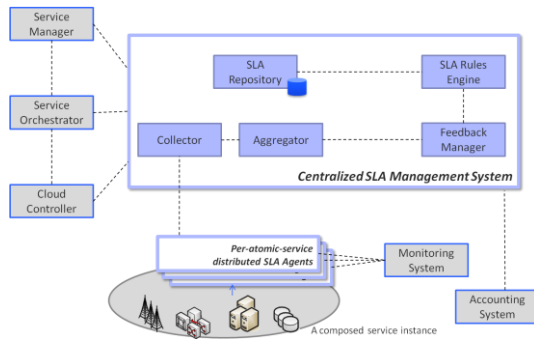 Service
Manager
SLA
Repository
SLA Rules
Engine
Service
Orchestrator
Collector
Aggregator
Feedback
Manager
Centralized SLA Management System
Cloud
Controller
Per-atomic-service
distributed SLA Agents
Monitoring
System
Accounting
System
A composed service instance